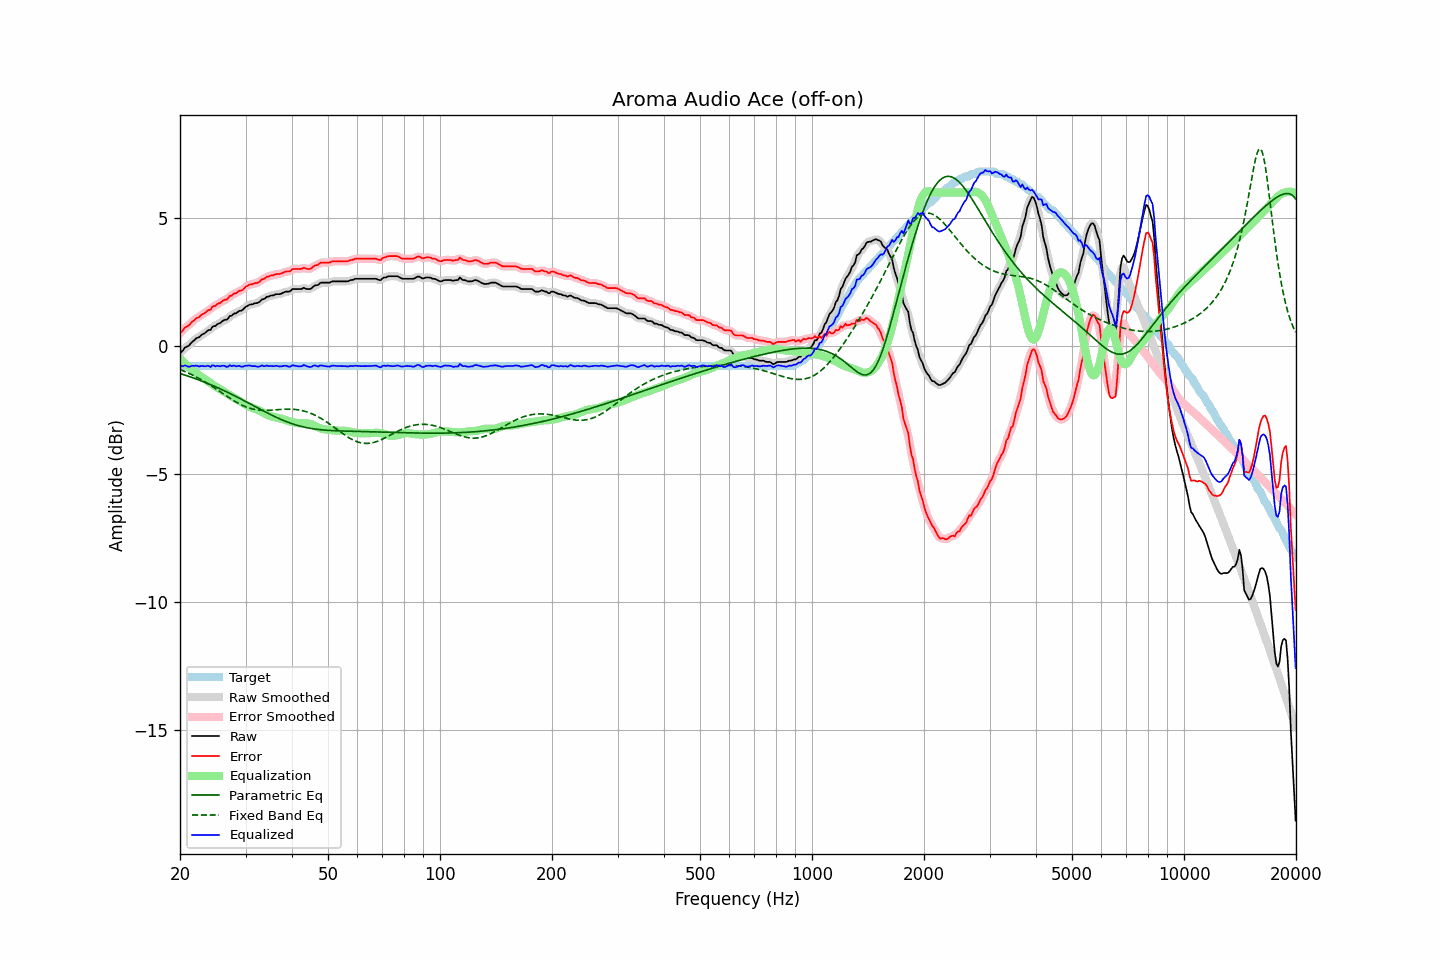 Aroma Audio Ace (off-on)
Amplitude (dBr)
5
0
−5
−10
−15
Target
Raw Smoothed
Error Smoothed
Raw
Error
Equalization
Parametric Eq
Fixed Band Eq
Equalized
20 50 100 200 500 1000 2000 5000 10000 20000
Frequency (Hz)